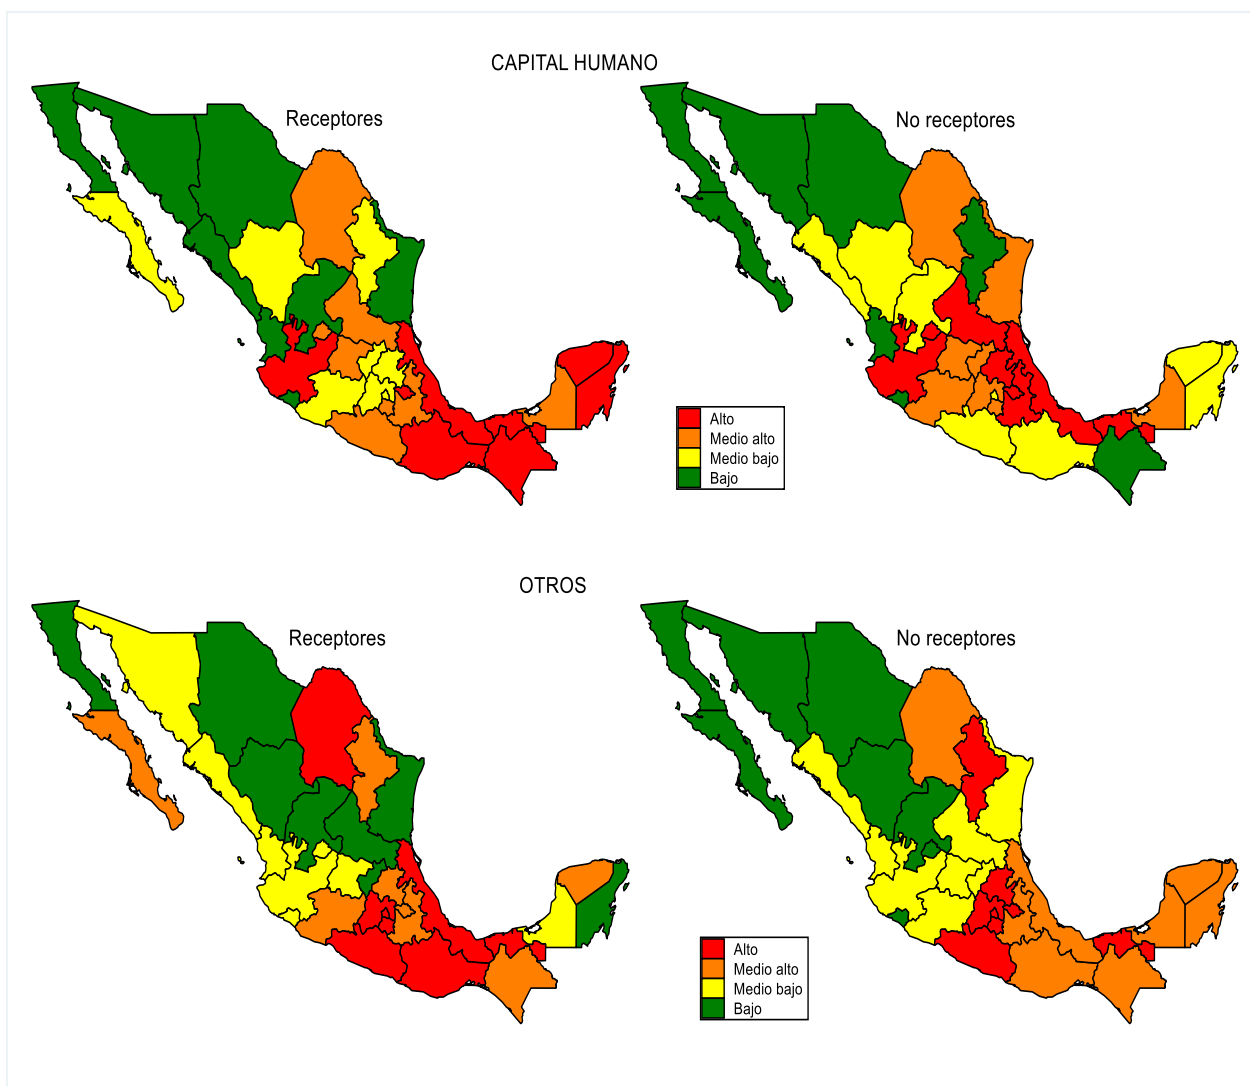 CAPITAL HUMANO
Receptores
No receptores
Alto
Medio alto
Medio bajo
Bajo
OTROS
Receptores
No receptores
Alto
Medio alto
Medio bajo
Bajo